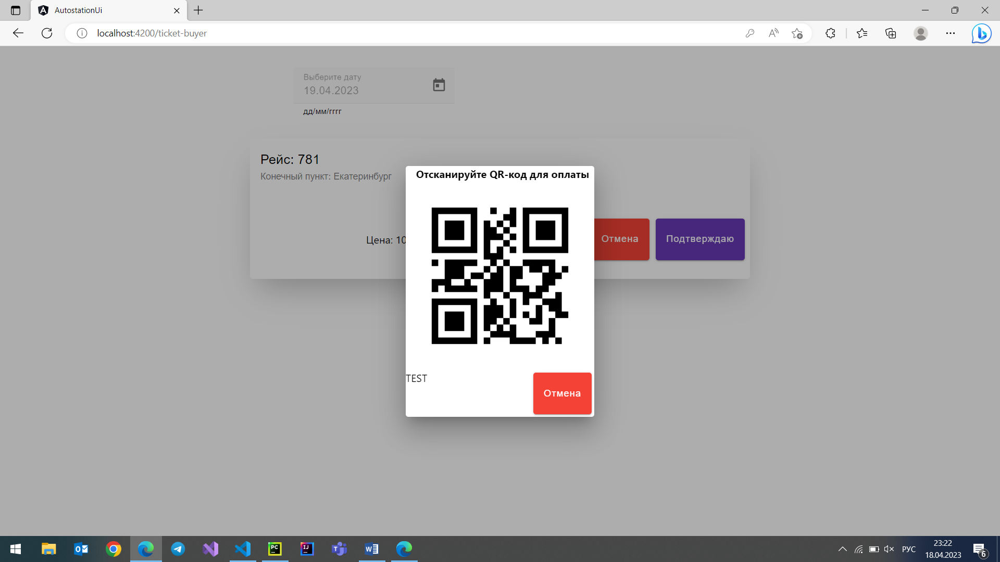 AutostationUi
localhost:4200/ticket-buyer
Выберите дату
19.04.2023
дд/мм/гггг
Рейс: 781
Конечный пункт: Екатеринбург
Цена: 10
Отмена
Подтверждаю
Отсканируйте QR-код для оплаты
TEST
Отмена
РУС
23:22
18.04.2023
6